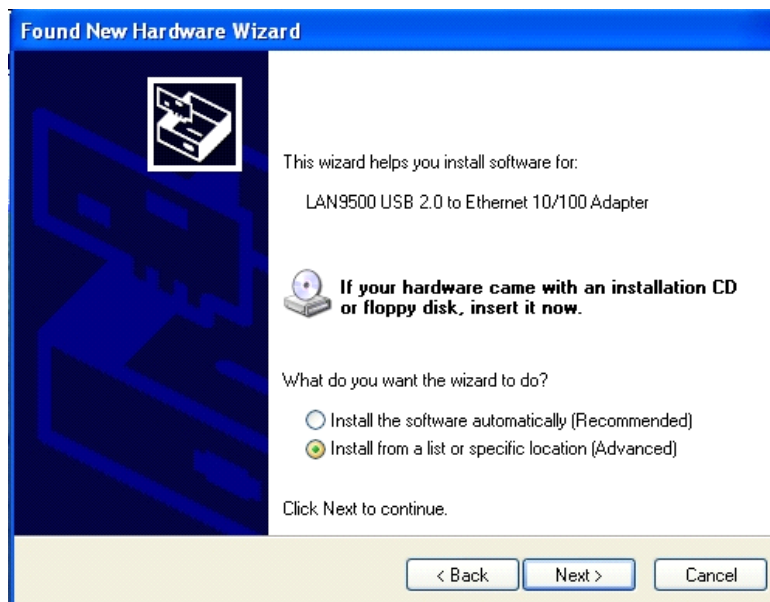 Found New Hardware Wizard
This wizard helps you install software for:
LAN9500 USB 2.0 to Ethernet 10/100 Adapter
If your hardware came with an installation CD
or floppy disk, insert it now.
What do you want the wizard to do?
Install the software automatically (Recommended)
Install from a list or specific location (Advanced)
Click Next to continue.
< Back Next > Cancel